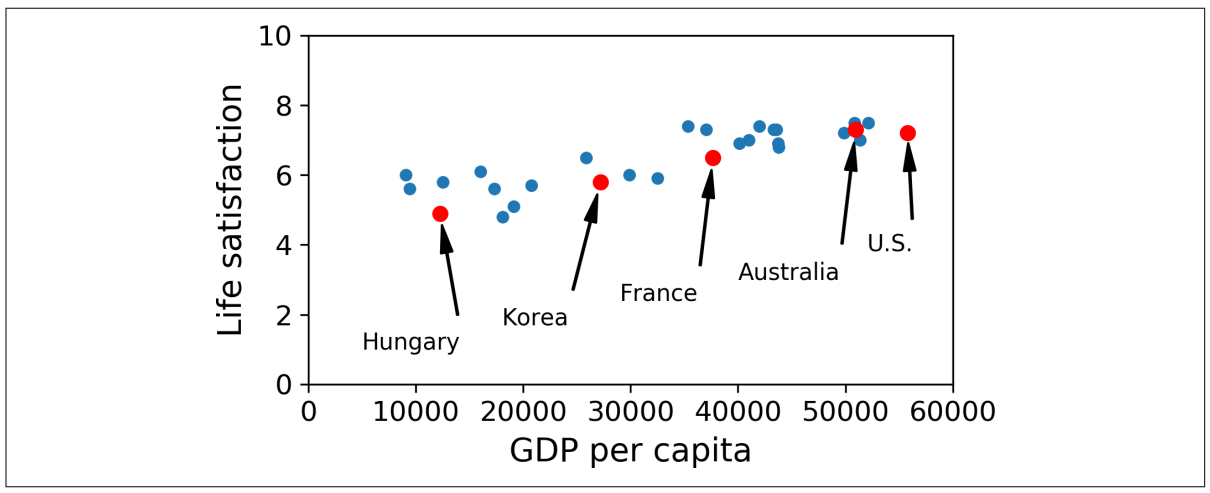 10
8
6
4
2
0
Life satisfaction
Hungary
Korea
France
Australia
U.S.
0 10000 20000 30000 40000 50000 60000
GDP per capita